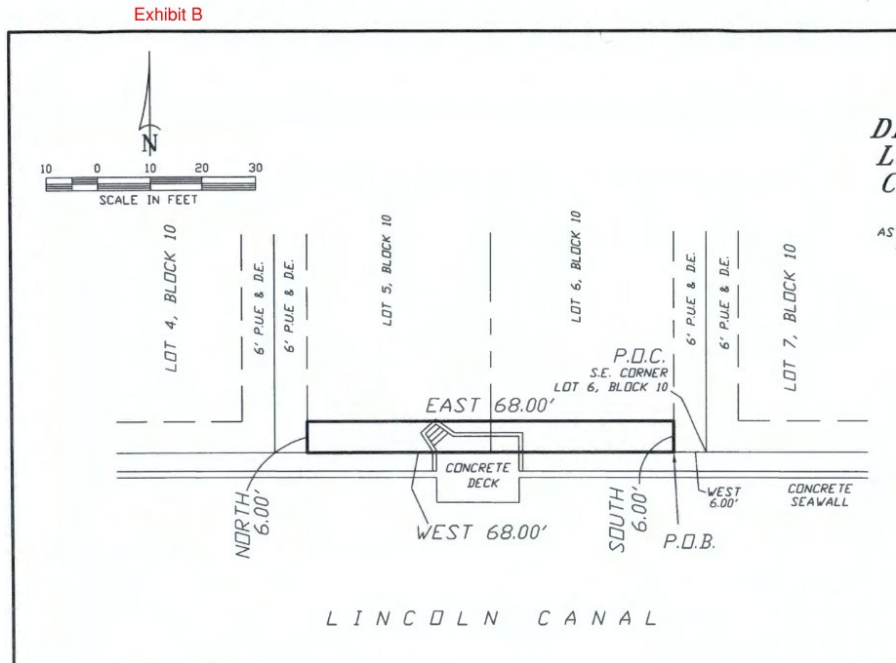 Exhibit B
N
10 0 10 20 30
SCALE IN FEET
LOT 4, BLOCK 10
6' P.U.E & D.E.
6' P.U.E & D.E.
LOT 5, BLOCK 10
LOT 6, BLOCK 10
6' P.U.E & D.E.
6' P.U.E & D.E.
LOT 7, BLOCK 10
AS
P.O.C.
S.E. CORNER
LOT 6, BLOCK 10
EAST 68.00'
NORTH
6.00'
CONCRETE
DECK
WEST 68.00'
SOUTH
6.00'
P.O.B.
WEST
6.00'
CONCRETE
SEAWALL
LINCOLN CANAL